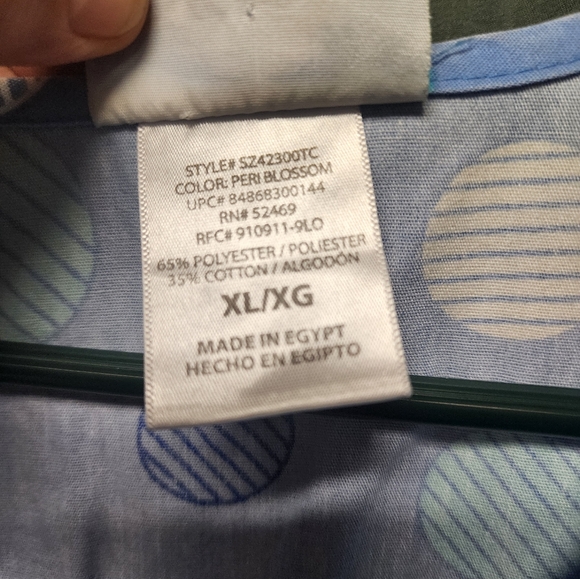 STYLE# SZ42300TC
COLOR: PERI BLOSSOM
UPC# 84868300144
RN# 52469
RFC# 910911-9LO
65% POLYESTER / POLIESTER
35% COTTON / ALGODÓN
XL/XG
MADE IN EGYPT
HECHO EN EGIPTO